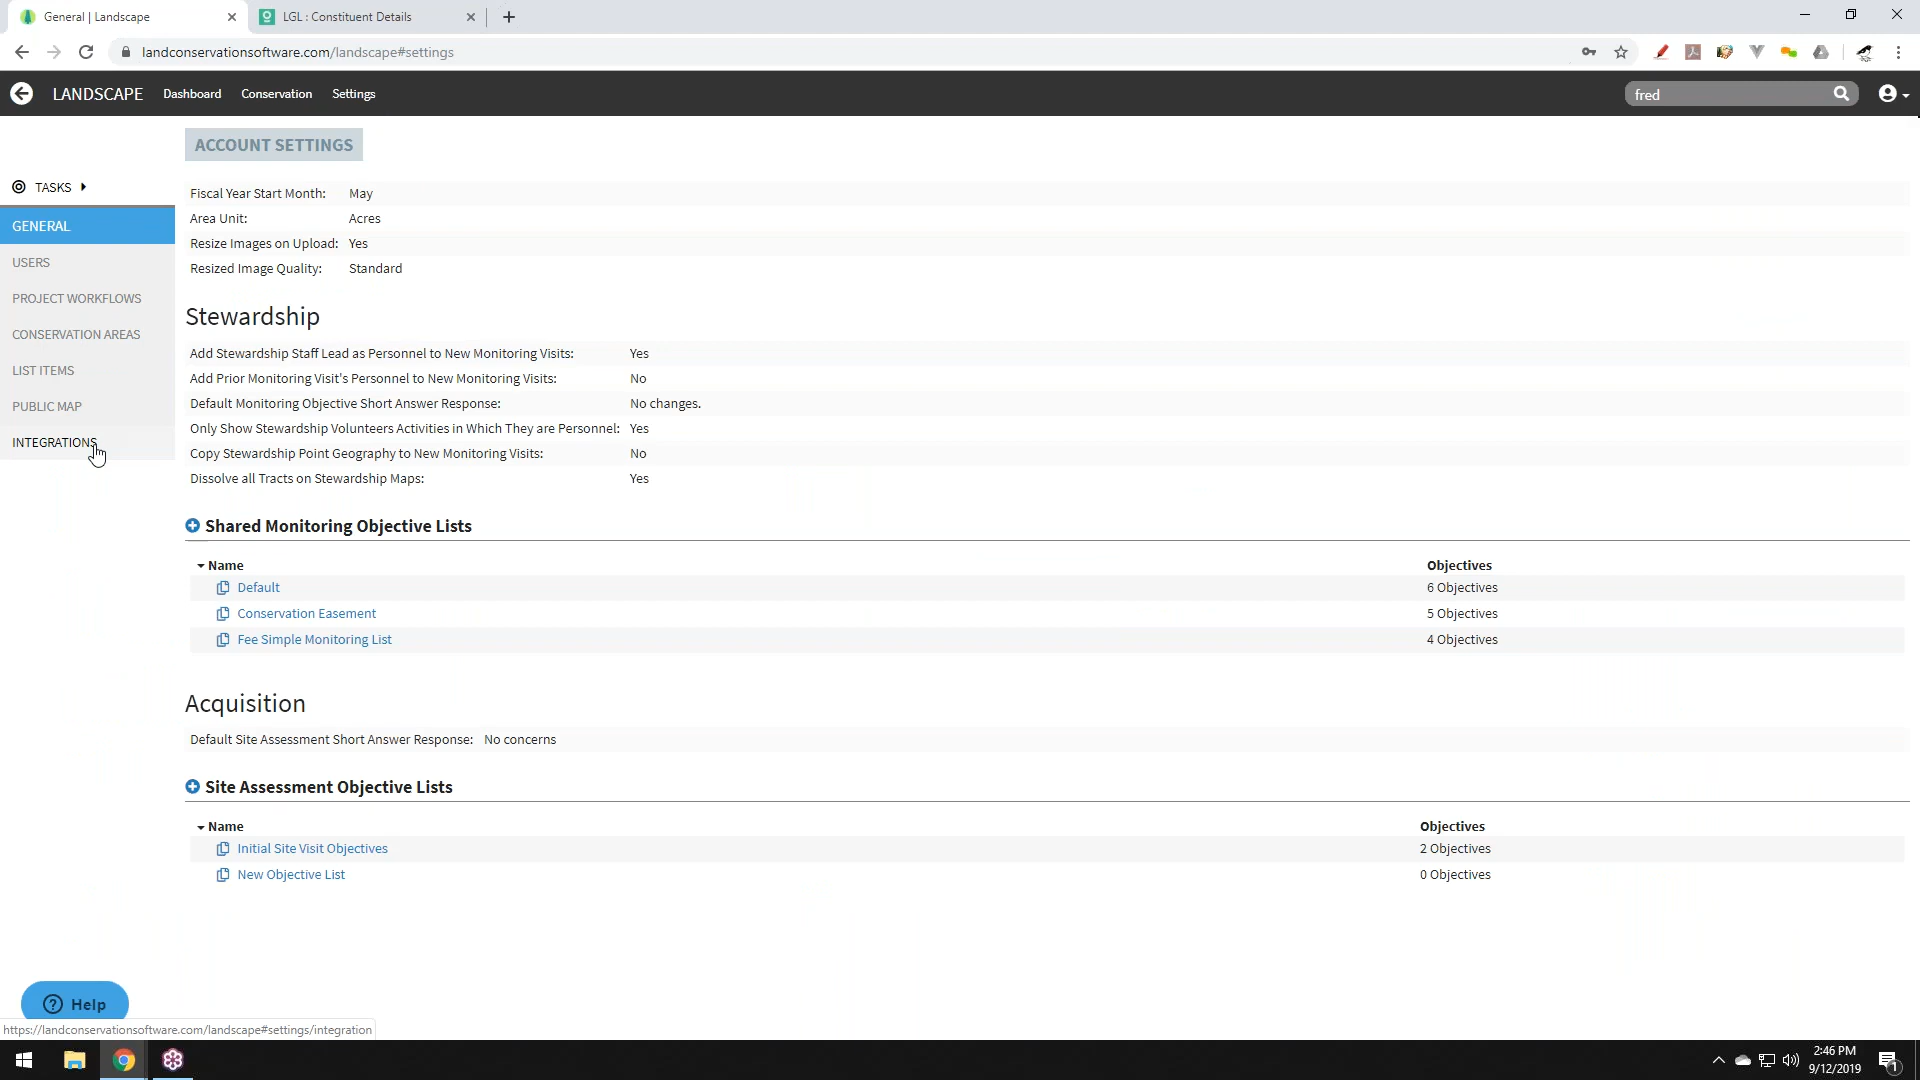 General | Landscape
LGL : Constituent Details
landconservationsoftware.com/landscape#settings
LANDSCAPE Dashboard Conservation Settings
fred
ACCOUNT SETTINGS
TASKS
GENERAL
USERS
PROJECT WORKFLOWS
CONSERVATION AREAS
LIST ITEMS
PUBLIC MAP
INTEGRATIONS
Fiscal Year Start Month: May
Area Unit: Acres
Resize Images on Upload: Yes
Resized Image Quality: Standard
Stewardship
Add Stewardship Staff Lead as Personnel to New Monitoring Visits: Yes
Add Prior Monitoring Visit's Personnel to New Monitoring Visits: No
Default Monitoring Objective Short Answer Response: No changes.
Only Show Stewardship Volunteers Activities in Which They are Personnel: Yes
Copy Stewardship Point Geography to New Monitoring Visits: No
Dissolve all Tracts on Stewardship Maps: Yes
Shared Monitoring Objective Lists
Name Objectives
Default 6 Objectives
Conservation Easement 5 Objectives
Fee Simple Monitoring List 4 Objectives
Acquisition
Default Site Assessment Short Answer Response: No concerns
Site Assessment Objective Lists
Name Objectives
Initial Site Visit Objectives 2 Objectives
New Objective List 0 Objectives
Help
https://landconservationsoftware.com/landscape#settings/integration
2:46 PM
9/12/2019
1